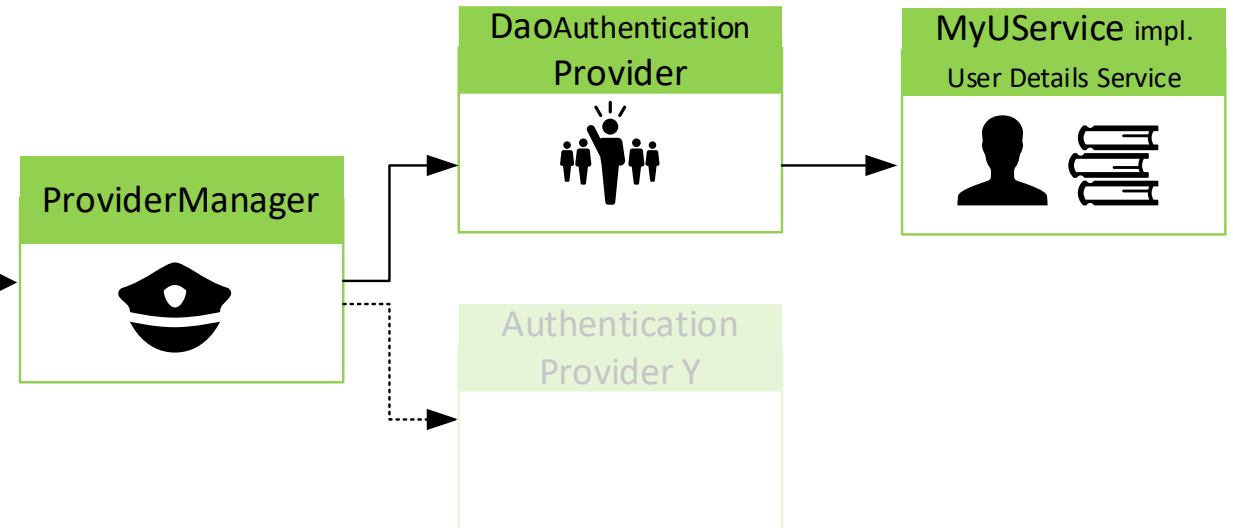 DaoAuthentication
Provider
MyUService impl.
User Details Service
ProviderManager
Authentication
Provider Y